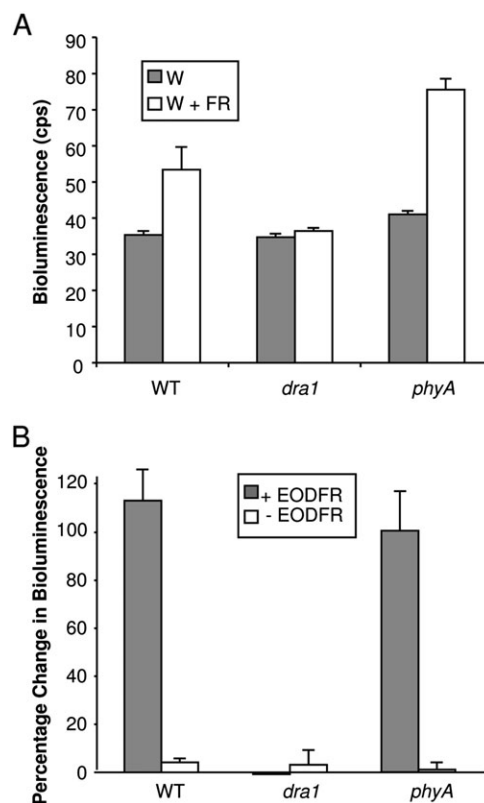 A
Bioluminescence (cps)
90
80
70
60
50
40
30
20
10
0
W
W + FR
WT
dra1
phyA
B
Percentage Change in Bioluminescence
120
100
80
60
40
20
0
+ EODFR
- EODFR
WT
dra1
phyA